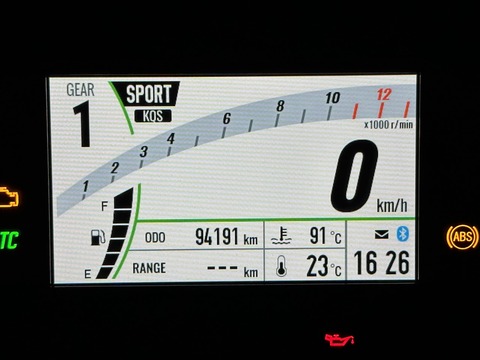 GEAR
1
SPORT
KQS
1 2 3 4 6 8 10 12
x1000 r/min
0 km/h
F
E
ODO 94191 km
RANGE --- km
91 °C
23 °C
16 26
TC
ABS